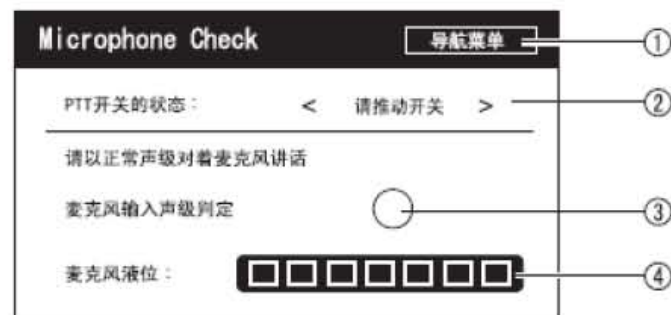 Microphone Check 导航菜单 ①
PTT开关的状态： < 请推动开关 > ②
请以正常声级对着麦克风讲话
麦克风输入声级判定 ③
麦克风液位： ④